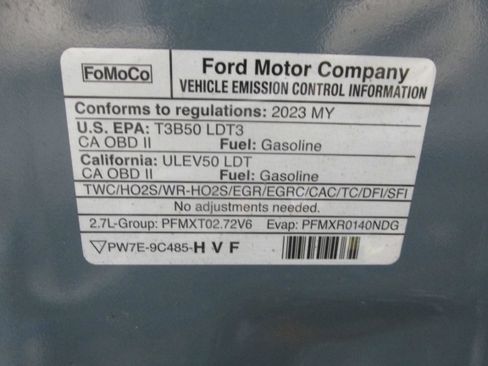 FoMoCo
Ford Motor Company
VEHICLE EMISSION CONTROL INFORMATION
Conforms to regulations: 2023 MY
U.S. EPA: T3B50 LDT3
CA OBD II Fuel: Gasoline
California: ULEV50 LDT
CA OBD II Fuel: Gasoline
TWC/HO2S/WR-HO2S/EGR/EGRC/CAC/TC/DFI/SFI
No adjustments needed.
2.7L-Group: PFMXT02.72V6 Evap: PFMXR0140NDG
PW7E-9C485-H V F